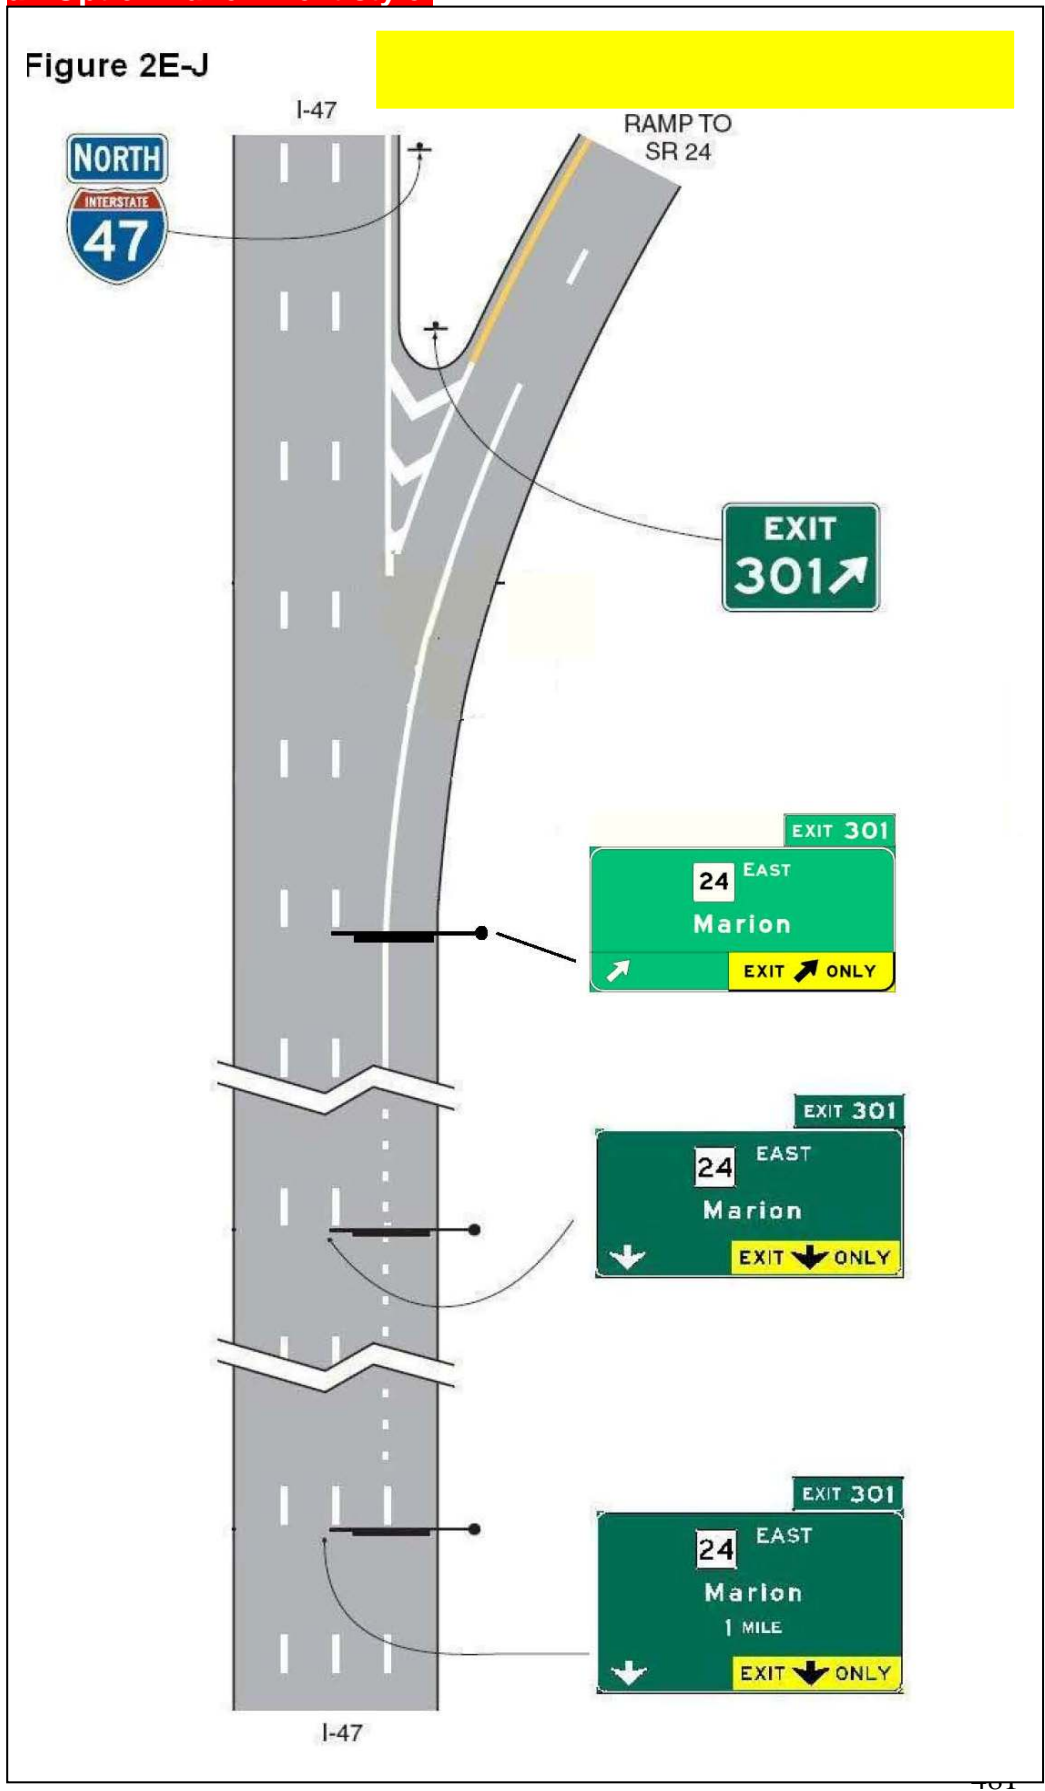 Figure 2E-J
I-47
RAMP TO
SR 24
NORTH
INTERSTATE
47
EXIT
301
EXIT 301
24 EAST
Marion
EXIT ONLY
EXIT 301
24 EAST
Marion
EXIT ONLY
EXIT 301
24 EAST
Marion
1 MILE
EXIT ONLY
I-47